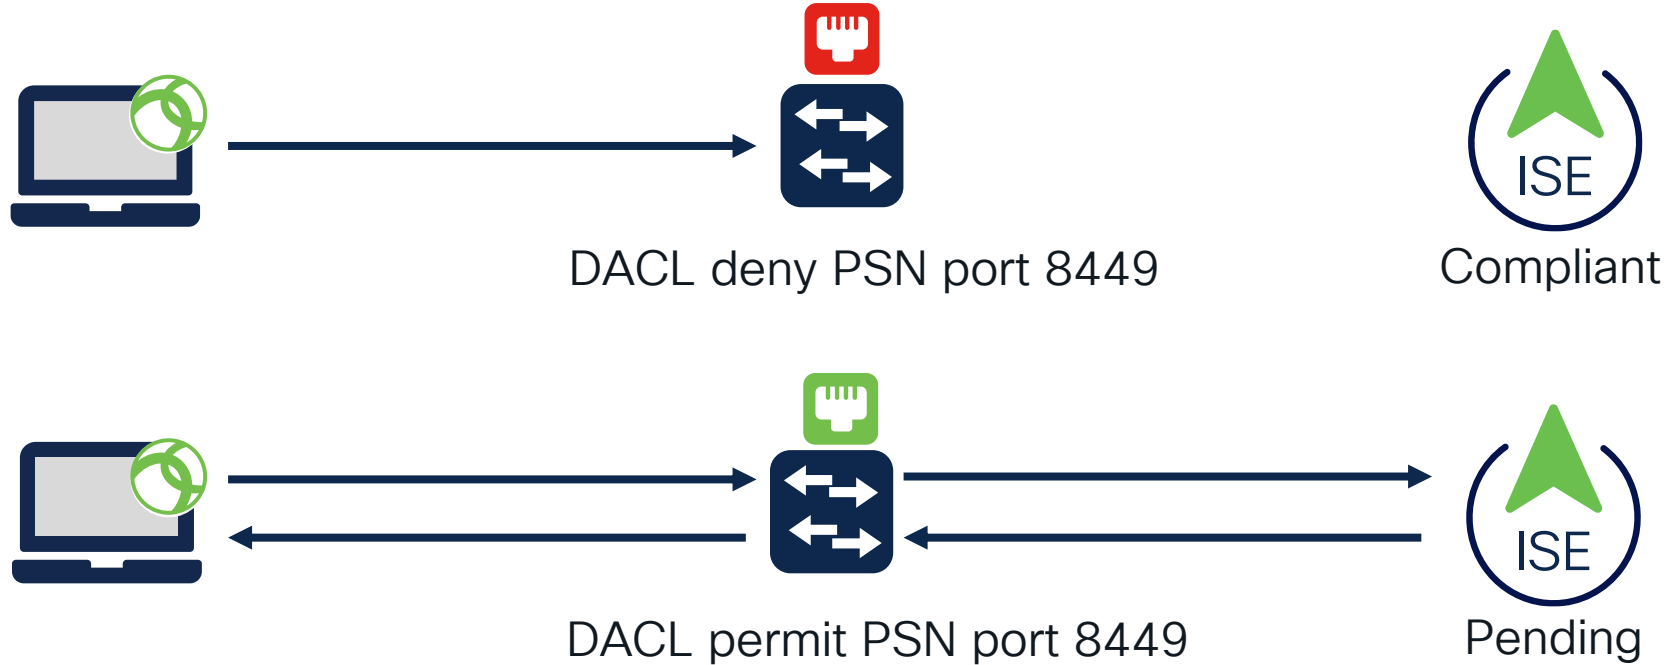 ISE
DACL deny PSN port 8449
Compliant
ISE
DACL permit PSN port 8449
Pending